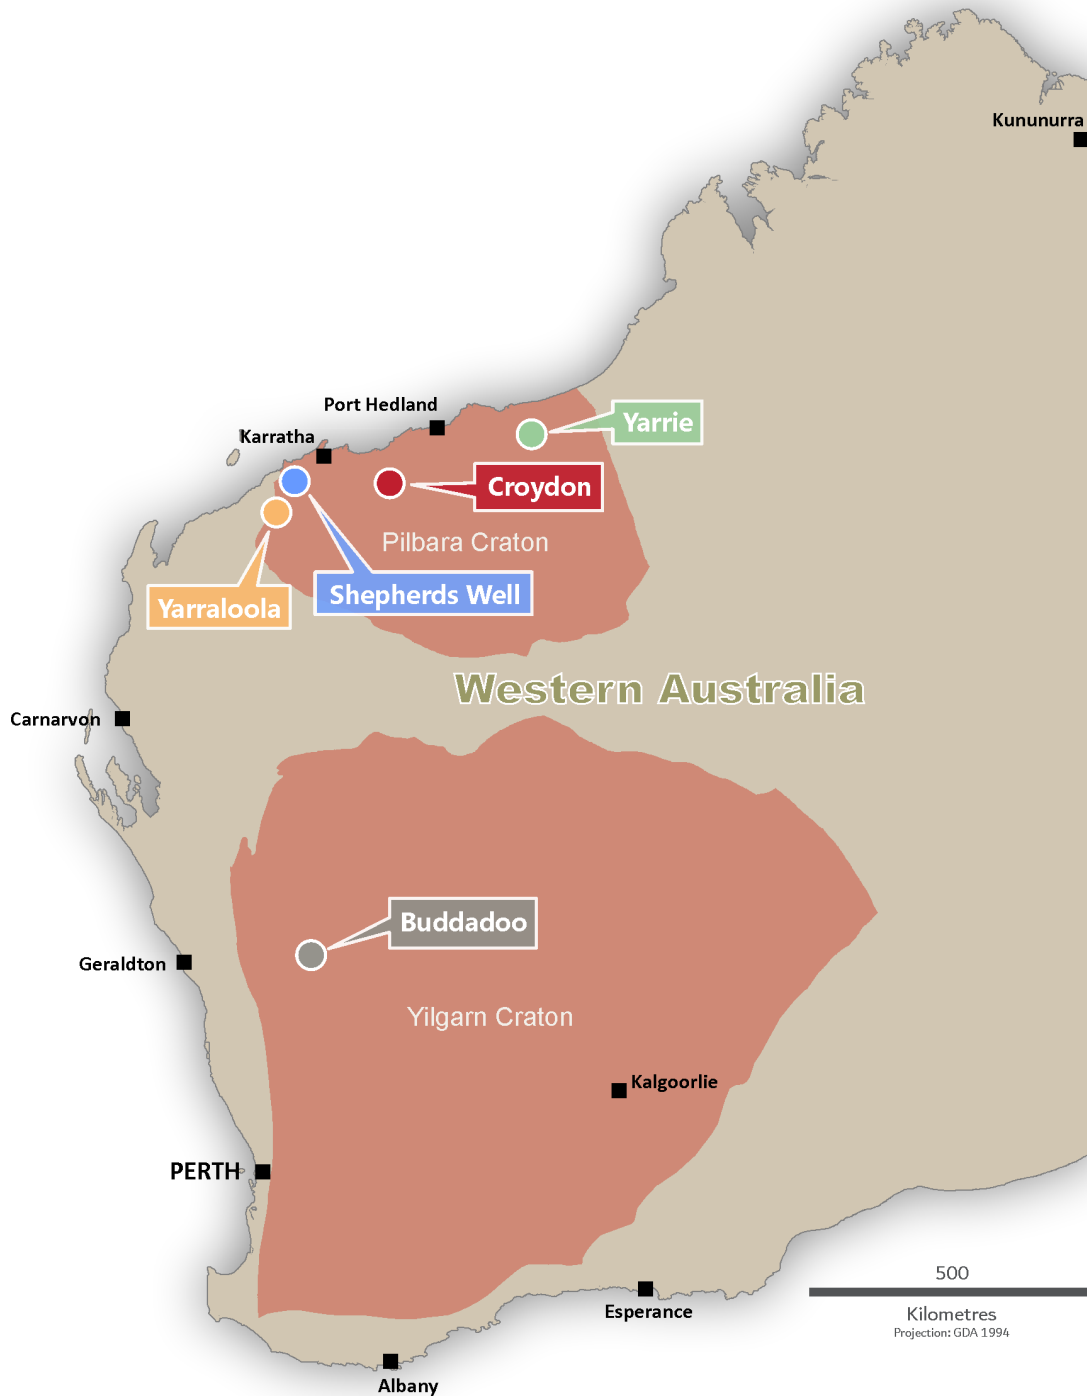 Kununurra
Port Hedland
Karratha
Yarrie
Croydon
Pilbara Craton
Shepherds Well
Yarraloola
Western Australia
Carnarvon
Buddadoo
Geraldton
Yilgarn Craton
Kalgoorlie
PERTH
500
Kilometres
Projection: GDA 1994
Esperance
Albany